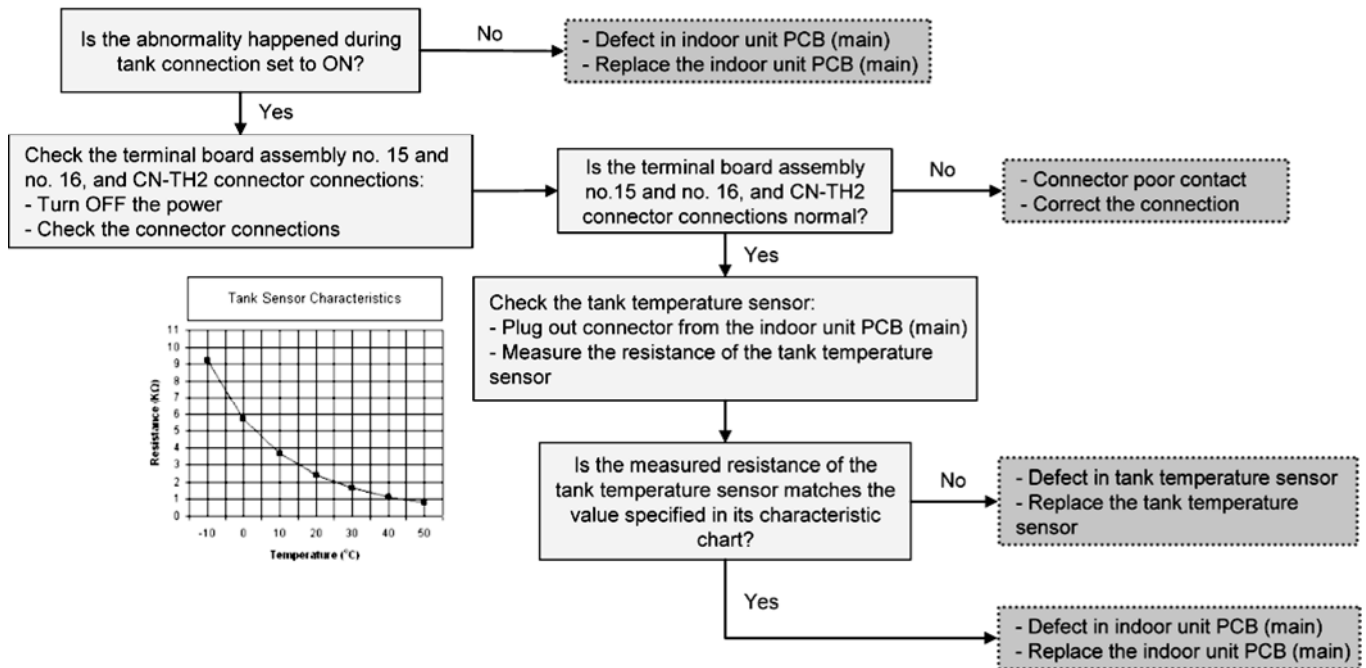 Is the abnormality happened during
tank connection set to ON?
No
- Defect in indoor unit PCB (main)
- Replace the indoor unit PCB (main)
Yes
Check the terminal board assembly no. 15 and
no. 16, and CN-TH2 connector connections:
- Turn OFF the power
- Check the connector connections
Is the terminal board assembly
no.15 and no. 16, and CN-TH2
connector connections normal?
No
- Connector poor contact
- Correct the connection
Yes
Tank Sensor Characteristics
11
10
9
8
7
6
5
4
3
2
1
0
Resistance (KΩ)
-10 0 10 20 30 40 50
Temperature (°C)
Check the tank temperature sensor:
- Plug out connector from the indoor unit PCB (main)
- Measure the resistance of the tank temperature
sensor
Is the measured resistance of the
tank temperature sensor matches the
value specified in its characteristic
chart?
No
- Defect in tank temperature sensor
- Replace the tank temperature
sensor
Yes
- Defect in indoor unit PCB (main)
- Replace the indoor unit PCB (main)